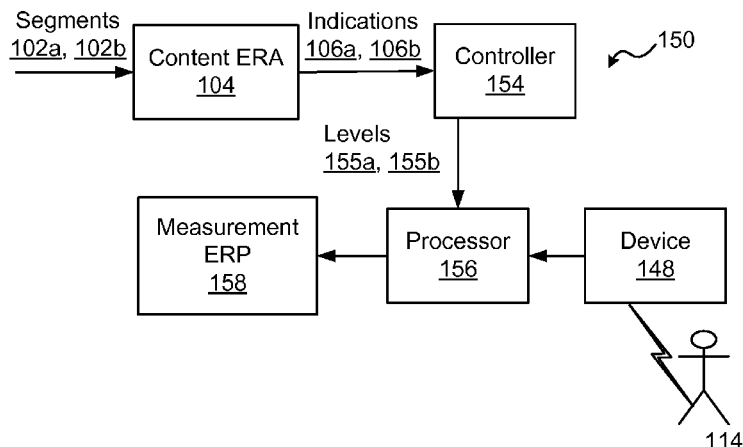 Segments
102a, 102b
Content ERA
104
Indications
106a, 106b
Controller
154
150
Levels
155a, 155b
Measurement
ERP
158
Processor
156
Device
148
114